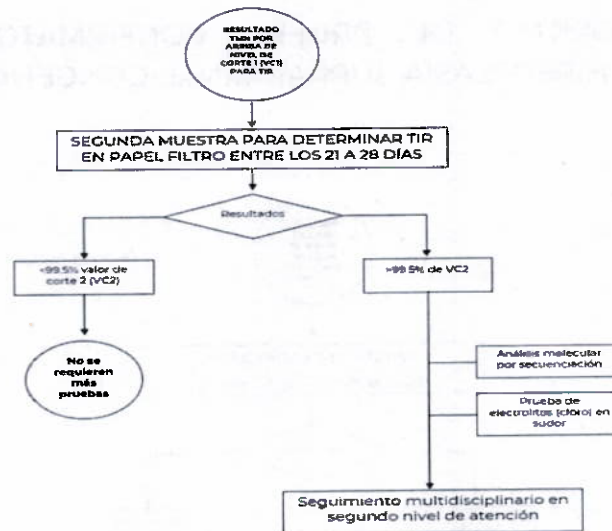 RESULTADO
TMN POR
ARRIBA DE
NIVEL DE
CORTE 1 (VC1)
PARA TIR
SEGUNDA MUESTRA PARA DETERMINAR TIR
EN PAPEL FILTRO ENTRE LOS 21 A 28 DÍAS
Resultados
<99.5% valor de
corte 2 (VC2)
>99.5% de VC2
No se
requieren
más
pruebas
Análisis molecular
por secuenciación
Prueba de
electrolitos (cloro) en
sudor
Seguimiento multidisciplinario en
segundo nivel de atención